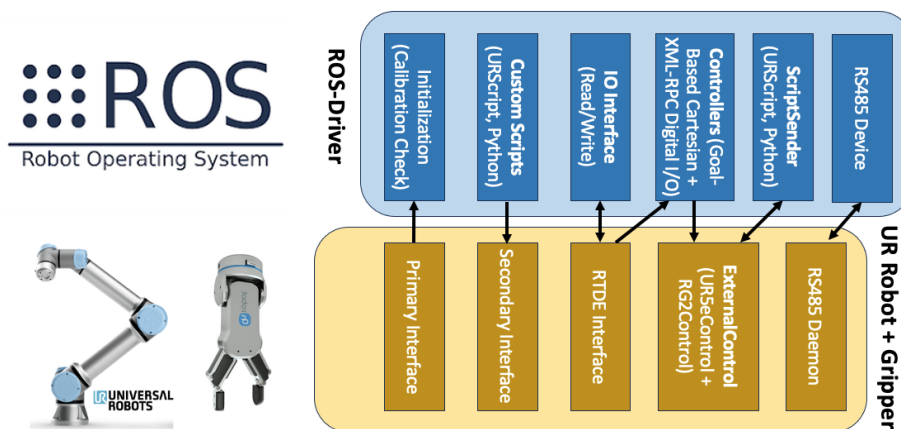 ROS
Robot Operating System
UNIVERSAL
ROBOTS
ROS-Driver
Initialization
(Calibration Check)
Custom Scripts
(URScript, Python)
IO Interface
(Read/Write)
Controllers (Goal-
Based Cartesian +
XML-RPC Digital I/O)
ScriptSender
(URScript, Python)
RS485 Device
UR Robot + Gripper
Primary Interface
Secondary Interface
RTDE Interface
ExternalControl
(UR5eControl +
RG2Control)
RS485 Daemon